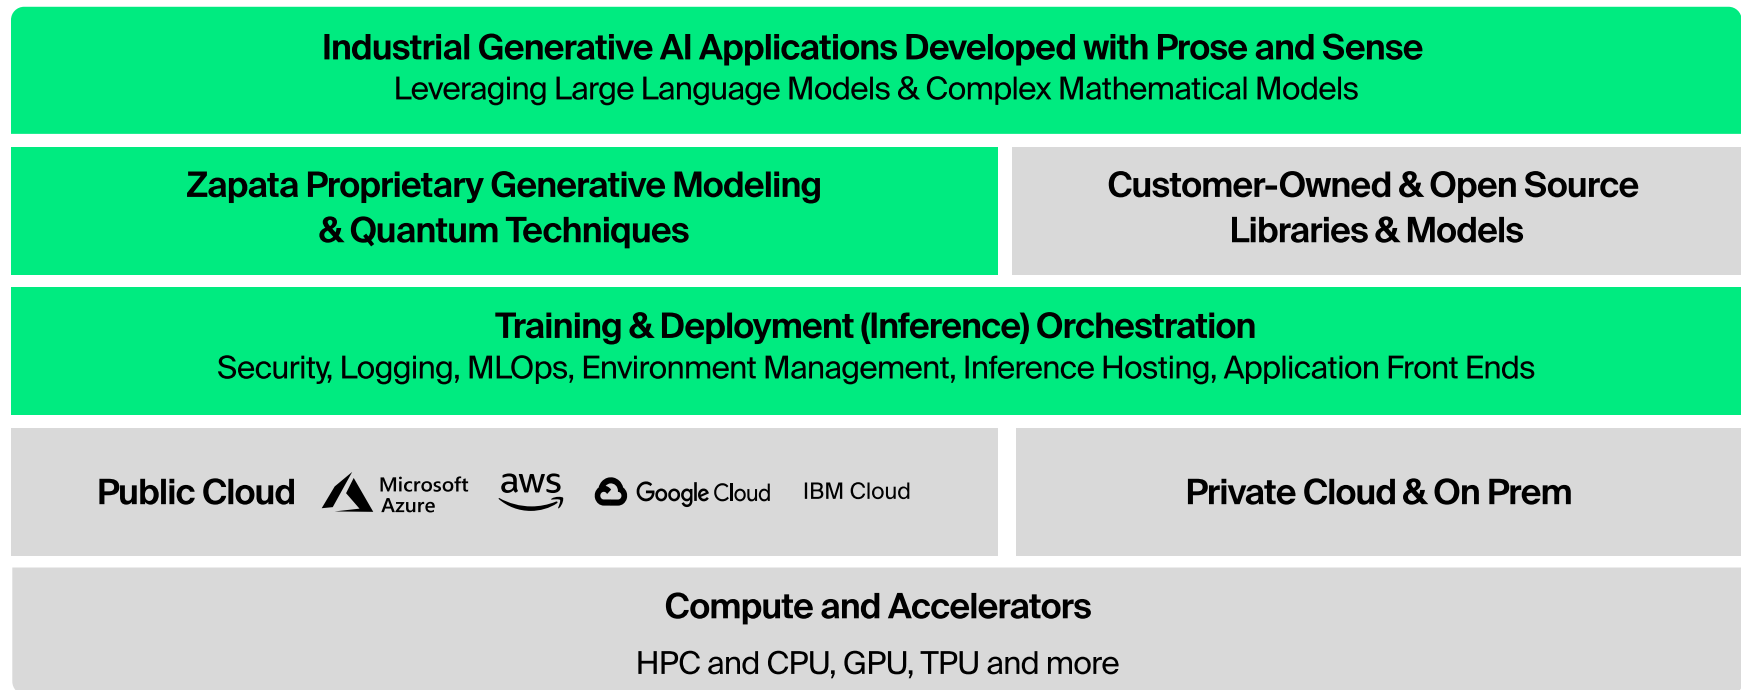 Industrial Generative AI Applications Developed with Prose and Sense
Leveraging Large Language Models & Complex Mathematical Models
Zapata Proprietary Generative Modeling
& Quantum Techniques
Customer-Owned & Open Source
Libraries & Models
Training & Deployment (Inference) Orchestration
Security, Logging, MLOps, Environment Management, Inference Hosting, Application Front Ends
Public Cloud
Microsoft
Azure
aws
Google Cloud
IBM Cloud
Private Cloud & On Prem
Compute and Accelerators
HPC and CPU, GPU, TPU and more